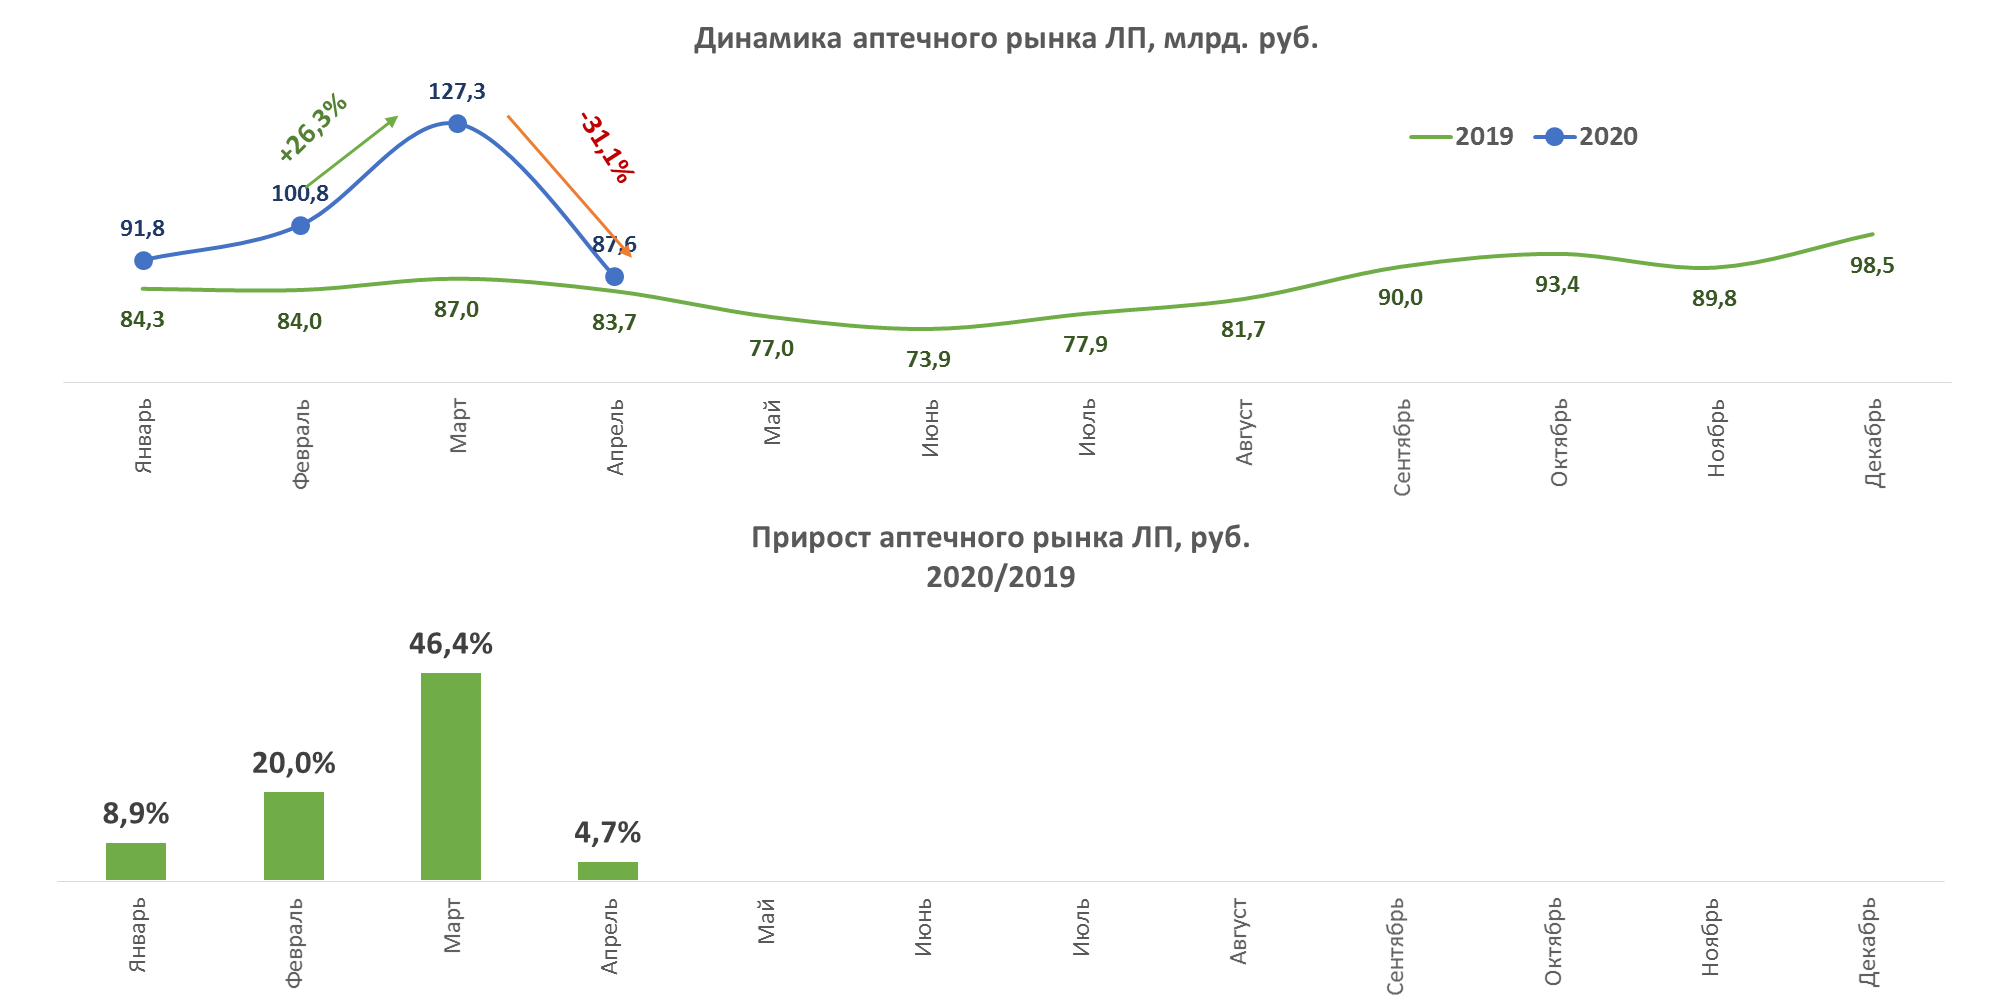 Динамика аптечного рынка ЛП, млрд. руб.
2019 2020
+26,3%
-31,1%
91,8 100,8 127,3 87,6
84,3 84,0 87,0 83,7 77,0 73,9 77,9 81,7 90,0 93,4 89,8 98,5
Январь Февраль Март Апрель Май Июнь Июль Август Сентябрь Октябрь Ноябрь Декабрь
Прирост аптечного рынка ЛП, руб.
2020/2019
8,9% 20,0% 46,4% 4,7%
Январь Февраль Март Апрель Май Июнь Июль Август Сентябрь Октябрь Ноябрь Декабрь